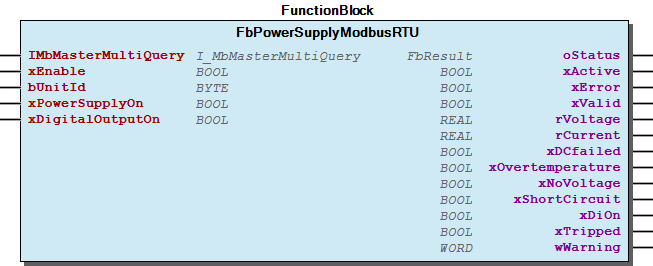 FunctionBlock
FbPowerSupplyModbusRTU
IMbMasterMultiQuery I_MbMasterMultiQuery FbResult oStatus
xEnable BOOL BOOL xActive
bUnitId BYTE BOOL xError
xPowerSupplyOn BOOL BOOL xValid
xDigitalOutputOn BOOL REAL rVoltage
REAL rCurrent
BOOL xDCfailed
BOOL xOvertemperature
BOOL xNoVoltage
BOOL xShortCircuit
BOOL xDiOn
BOOL xTripped
WORD wWarning